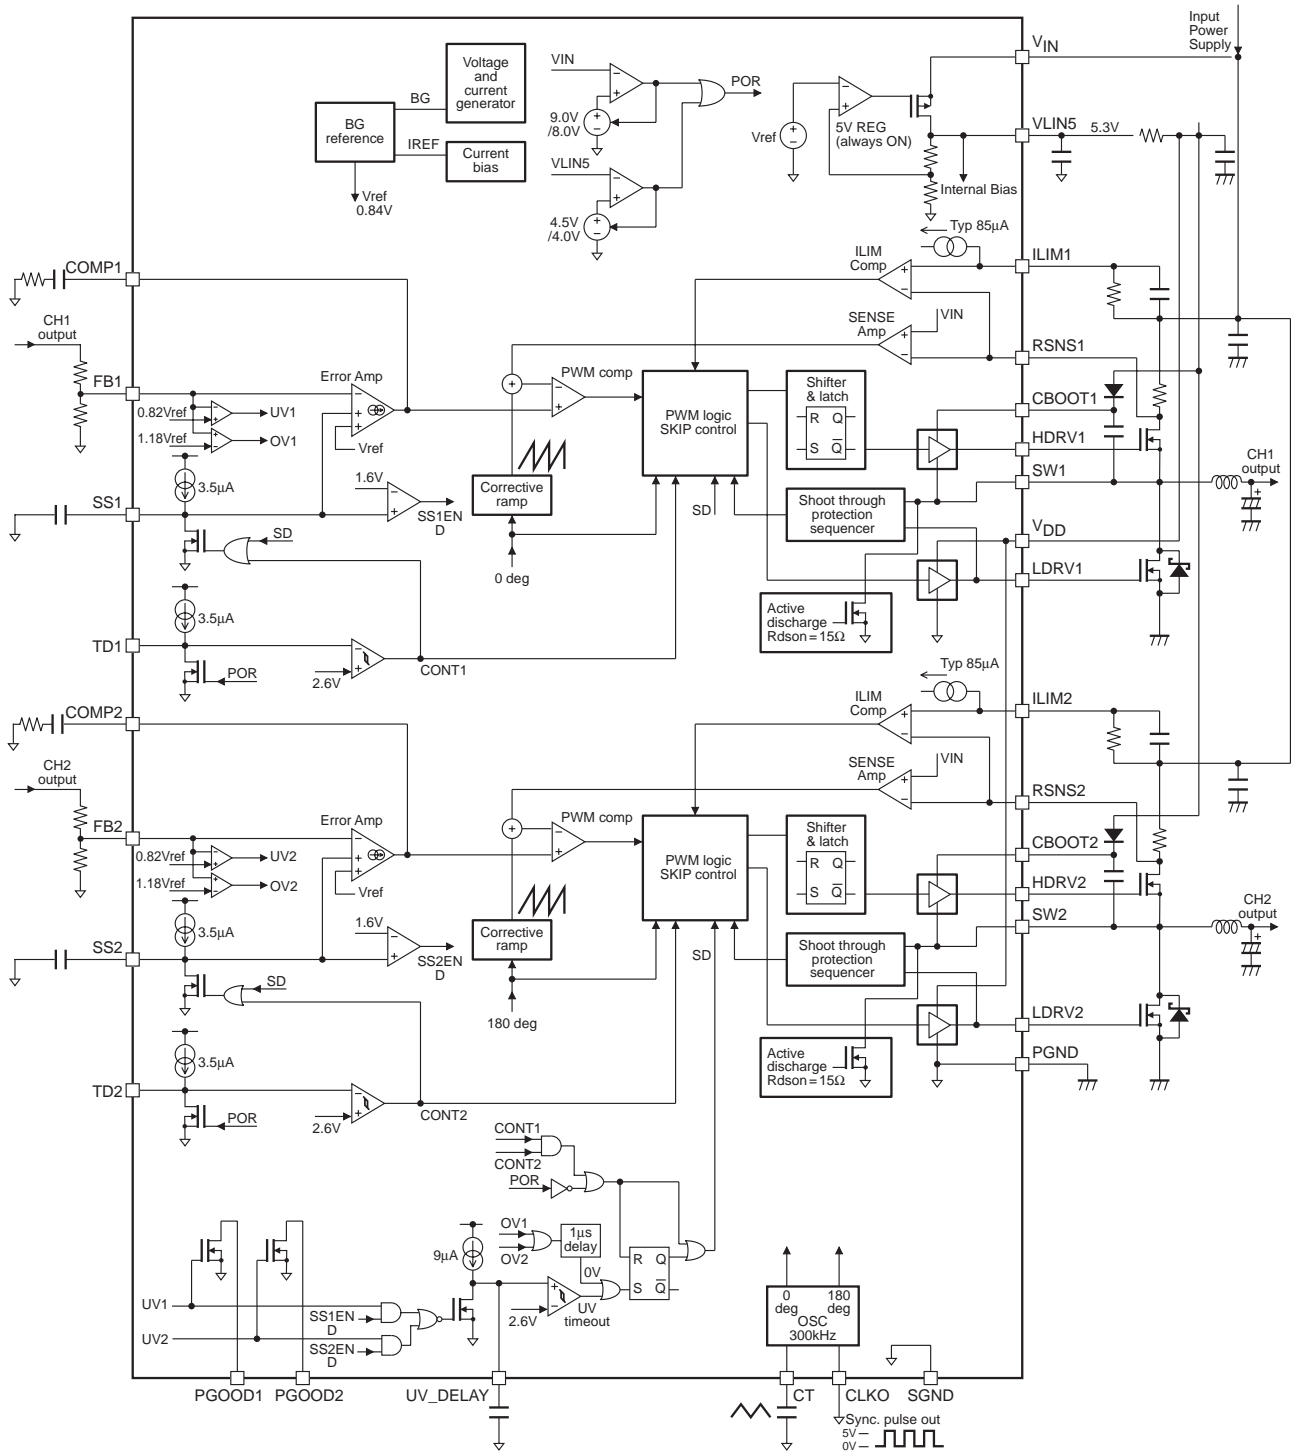 Input
Power
Supply
VIN
Voltage
and
current
generator
BG
BG
reference
IREF
Current
bias
Vref
0.84V
VIN
POR
9.0V
/8.0V
VLIN5
4.5V
/4.0V
Vref
5V REG
(always ON)
VLIN5
5.3V
Internal Bias
Typ 85μA
ILIM
Comp
ILIM1
SENSE
Amp
VIN
RSNS1
COMP1
CH1
output
FB1
Error Amp
0.82Vref
UV1
1.18Vref
OV1
Vref
3.5μA
1.6V
SS1
SS1EN
D
SD
PWM comp
Corrective
ramp
0 deg
PWM logic
SKIP control
SD
Shifter
& latch
R Q
S Q
Shoot through
protection
sequencer
Active
discharge
Rdson=15Ω
CBOOT1
HDRV1
SW1
CH1
output
VDD
LDRV1
3.5μA
TD1
POR
2.6V
CONT1
Typ 85μA
ILIM
Comp
ILIM2
SENSE
Amp
VIN
RSNS2
COMP2
CH2
output
FB2
Error Amp
0.82Vref
UV2
1.18Vref
OV2
Vref
3.5μA
1.6V
SS2
SS2EN
D
SD
PWM comp
Corrective
ramp
180 deg
PWM logic
SKIP control
SD
Shifter
& latch
R Q
S Q
Shoot through
protection
sequencer
Active
discharge
Rdson=15Ω
CBOOT2
HDRV2
SW2
CH2
output
LDRV2
PGND
3.5μA
TD2
POR
2.6V
CONT2
CONT1
CONT2
POR
OV1
OV2
1μs
delay
0V
R Q
S Q
9μA
2.6V
UV
timeout
UV1
UV2
SS1EN
D
SS2EN
D
0
deg
180
deg
OSC
300kHz
PGOOD1
PGOOD2
UV_DELAY
CT
CLKO
SGND
Sync. pulse out
5V
0V